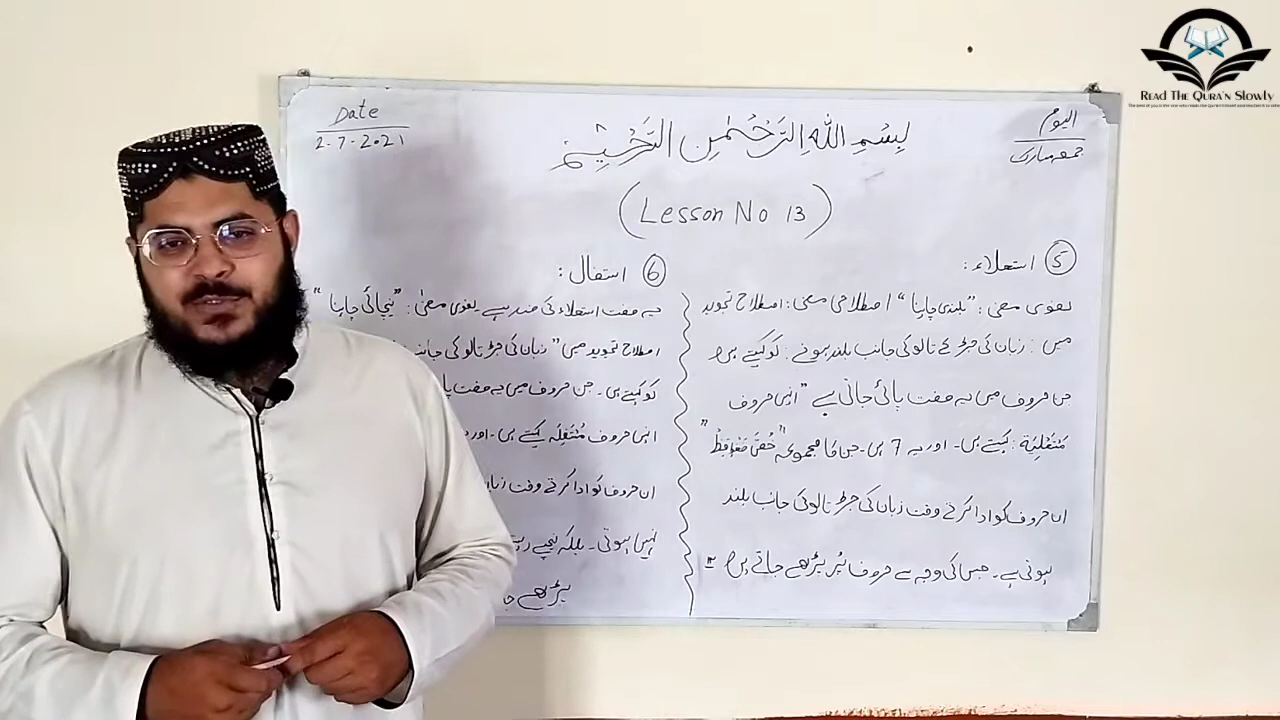 READ THE QURA'N SLOWLY
Date
2.7.2021
اليوم
جمعہ مبارک
بِسْمِ اللهِ الرَّحْمٰنِ الرَّحِيْمِ
(Lesson No 13)
⑤ استعلاء:
لغوی معنی: "بلندی چاہنا" اصطلاحی معنی: اصطلاح تجوید
میں: زبان کی جڑ کے تالو کی جانب بلند ہونے: کو کہتے ہیں
جن حروف میں یہ صفت پائی جاتی ہے "انہیں حروف
مُسْتَعْلِيَة: کہتے ہیں۔ اور یہ 7 ہیں۔ جن کا مجموعہ "خُصَّ ضَغْطٍ قِظْ"
ان حروف کو ادا کرتے وقت زبان کی جڑ تالو کی جانب بلند
ہوتی ہے۔ جس کی وجہ سے حروف پُر پڑھے جاتے ہیں
⑥ استفال:
یہ صفت استعلاء کی ضد ہے۔ لغوی معنیٰ: "نیچائی چاہنا"
اصطلاح تجوید میں "زبان کی جڑ تالو کی جانب
کو کہتے ہیں۔ جن حروف میں یہ صفت
انہیں حروف مُسْتَفِلَه کہتے ہیں۔ اور
ان حروف کو ادا کرتے وقت
نہیں ہوتی۔ بلکہ نیچے
پڑھے